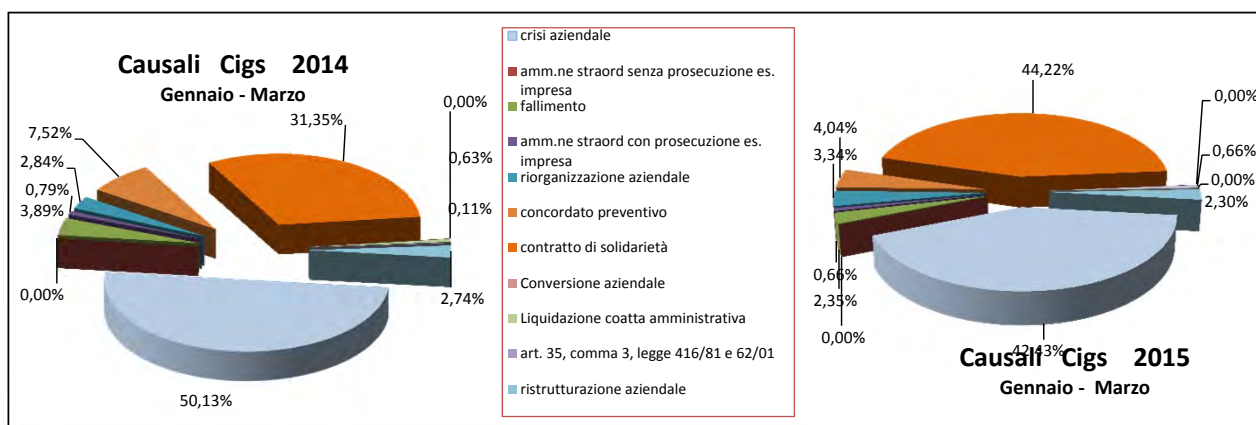 Causali Cigs 2014
Gennaio - Marzo
31,35%
0,00%
7,52%
2,84%
0,63%
0,79%
3,89%
0,11%
0,00%
2,74%
50,13%
crisi aziendale
amm.ne straord senza prosecuzione es.
impresa
fallimento
amm.ne straord con prosecuzione es.
impresa
riorganizzazione aziendale
concordato preventivo
contratto di solidarietà
Conversione aziendale
Liquidazione coatta amministrativa
art. 35, comma 3, legge 416/81 e 62/01
ristrutturazione aziendale
44,22%
0,00%
4,04%
3,34%
0,66%
0,00%
2,30%
0,66%
2,35%
0,00%
42,43%
Causali Cigs 2015
Gennaio - Marzo